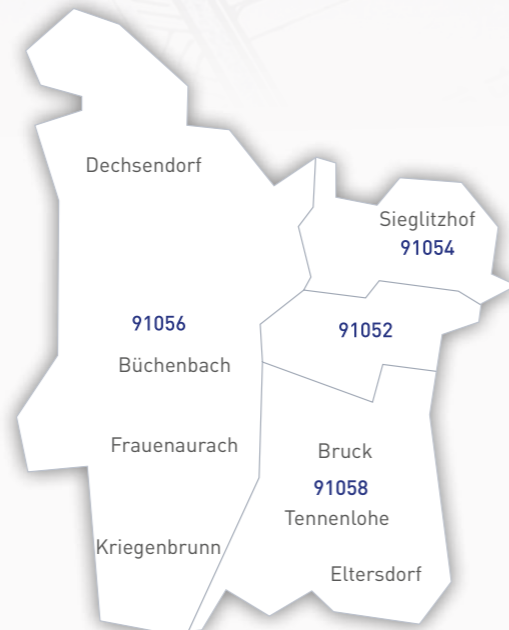 Dechsendorf
Sieglitzhof
91054
91056
91052
Büchenbach
Frauenaurach
Bruck
91058
Tennenlohe
Kriegenbrunn
Eltersdorf